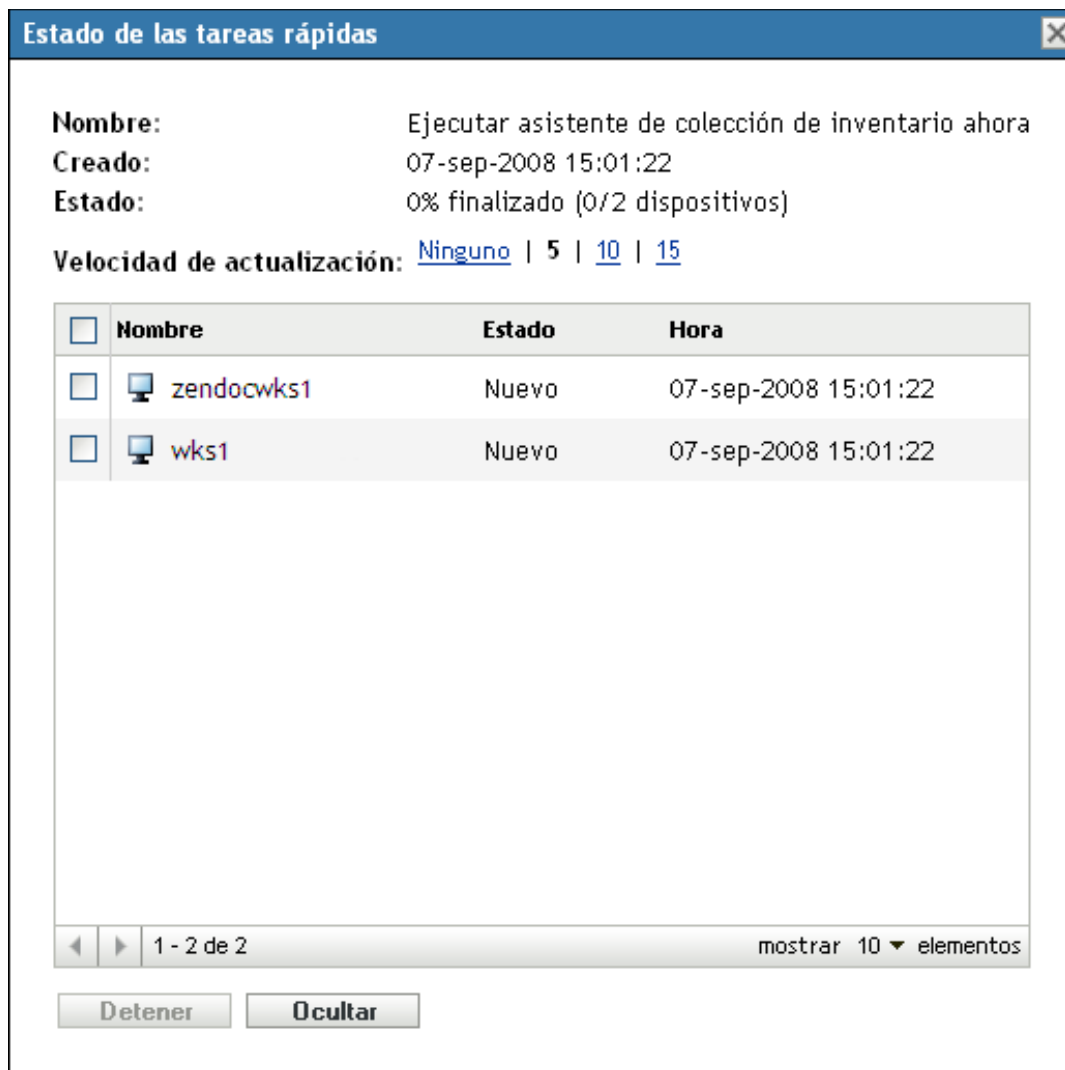 Estado de las tareas rápidas
Nombre: Ejecutar asistente de colección de inventario ahora
Creado: 07-sep-2008 15:01:22
Estado: 0% finalizado (0/2 dispositivos)
Velocidad de actualización: Ninguno | 5 | 10 | 15
Nombre Estado Hora
zendocwks1 Nuevo 07-sep-2008 15:01:22
wks1 Nuevo 07-sep-2008 15:01:22
1 - 2 de 2 mostrar 10 elementos
Detener Ocultar